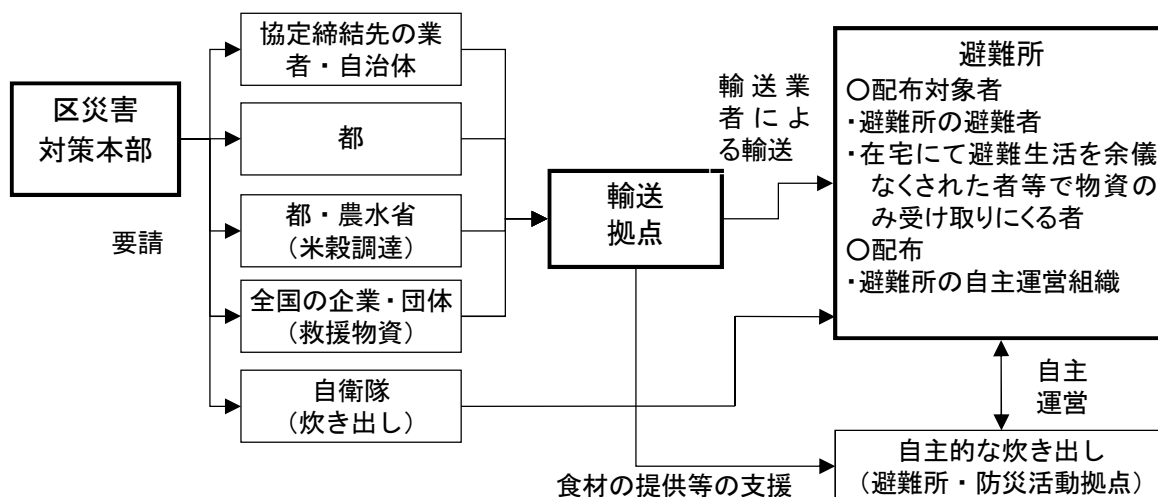 区災害
対策本部
要請
協定締結先の業
者・自治体
都
都・農水省
（米穀調達）
全国の企業・団体
（救援物資）
自衛隊
（炊き出し）
輸送
拠点
輸送業
者によ
る輸送
避難所
○配布対象者
・避難所の避難者
・在宅にて避難生活を余儀
なくされた者等で物資の
み受け取りにくる者
○配布
・避難所の自主運営組織
自主
運営
自主的な炊き出し
（避難所・防災活動拠点）
食材の提供等の支援